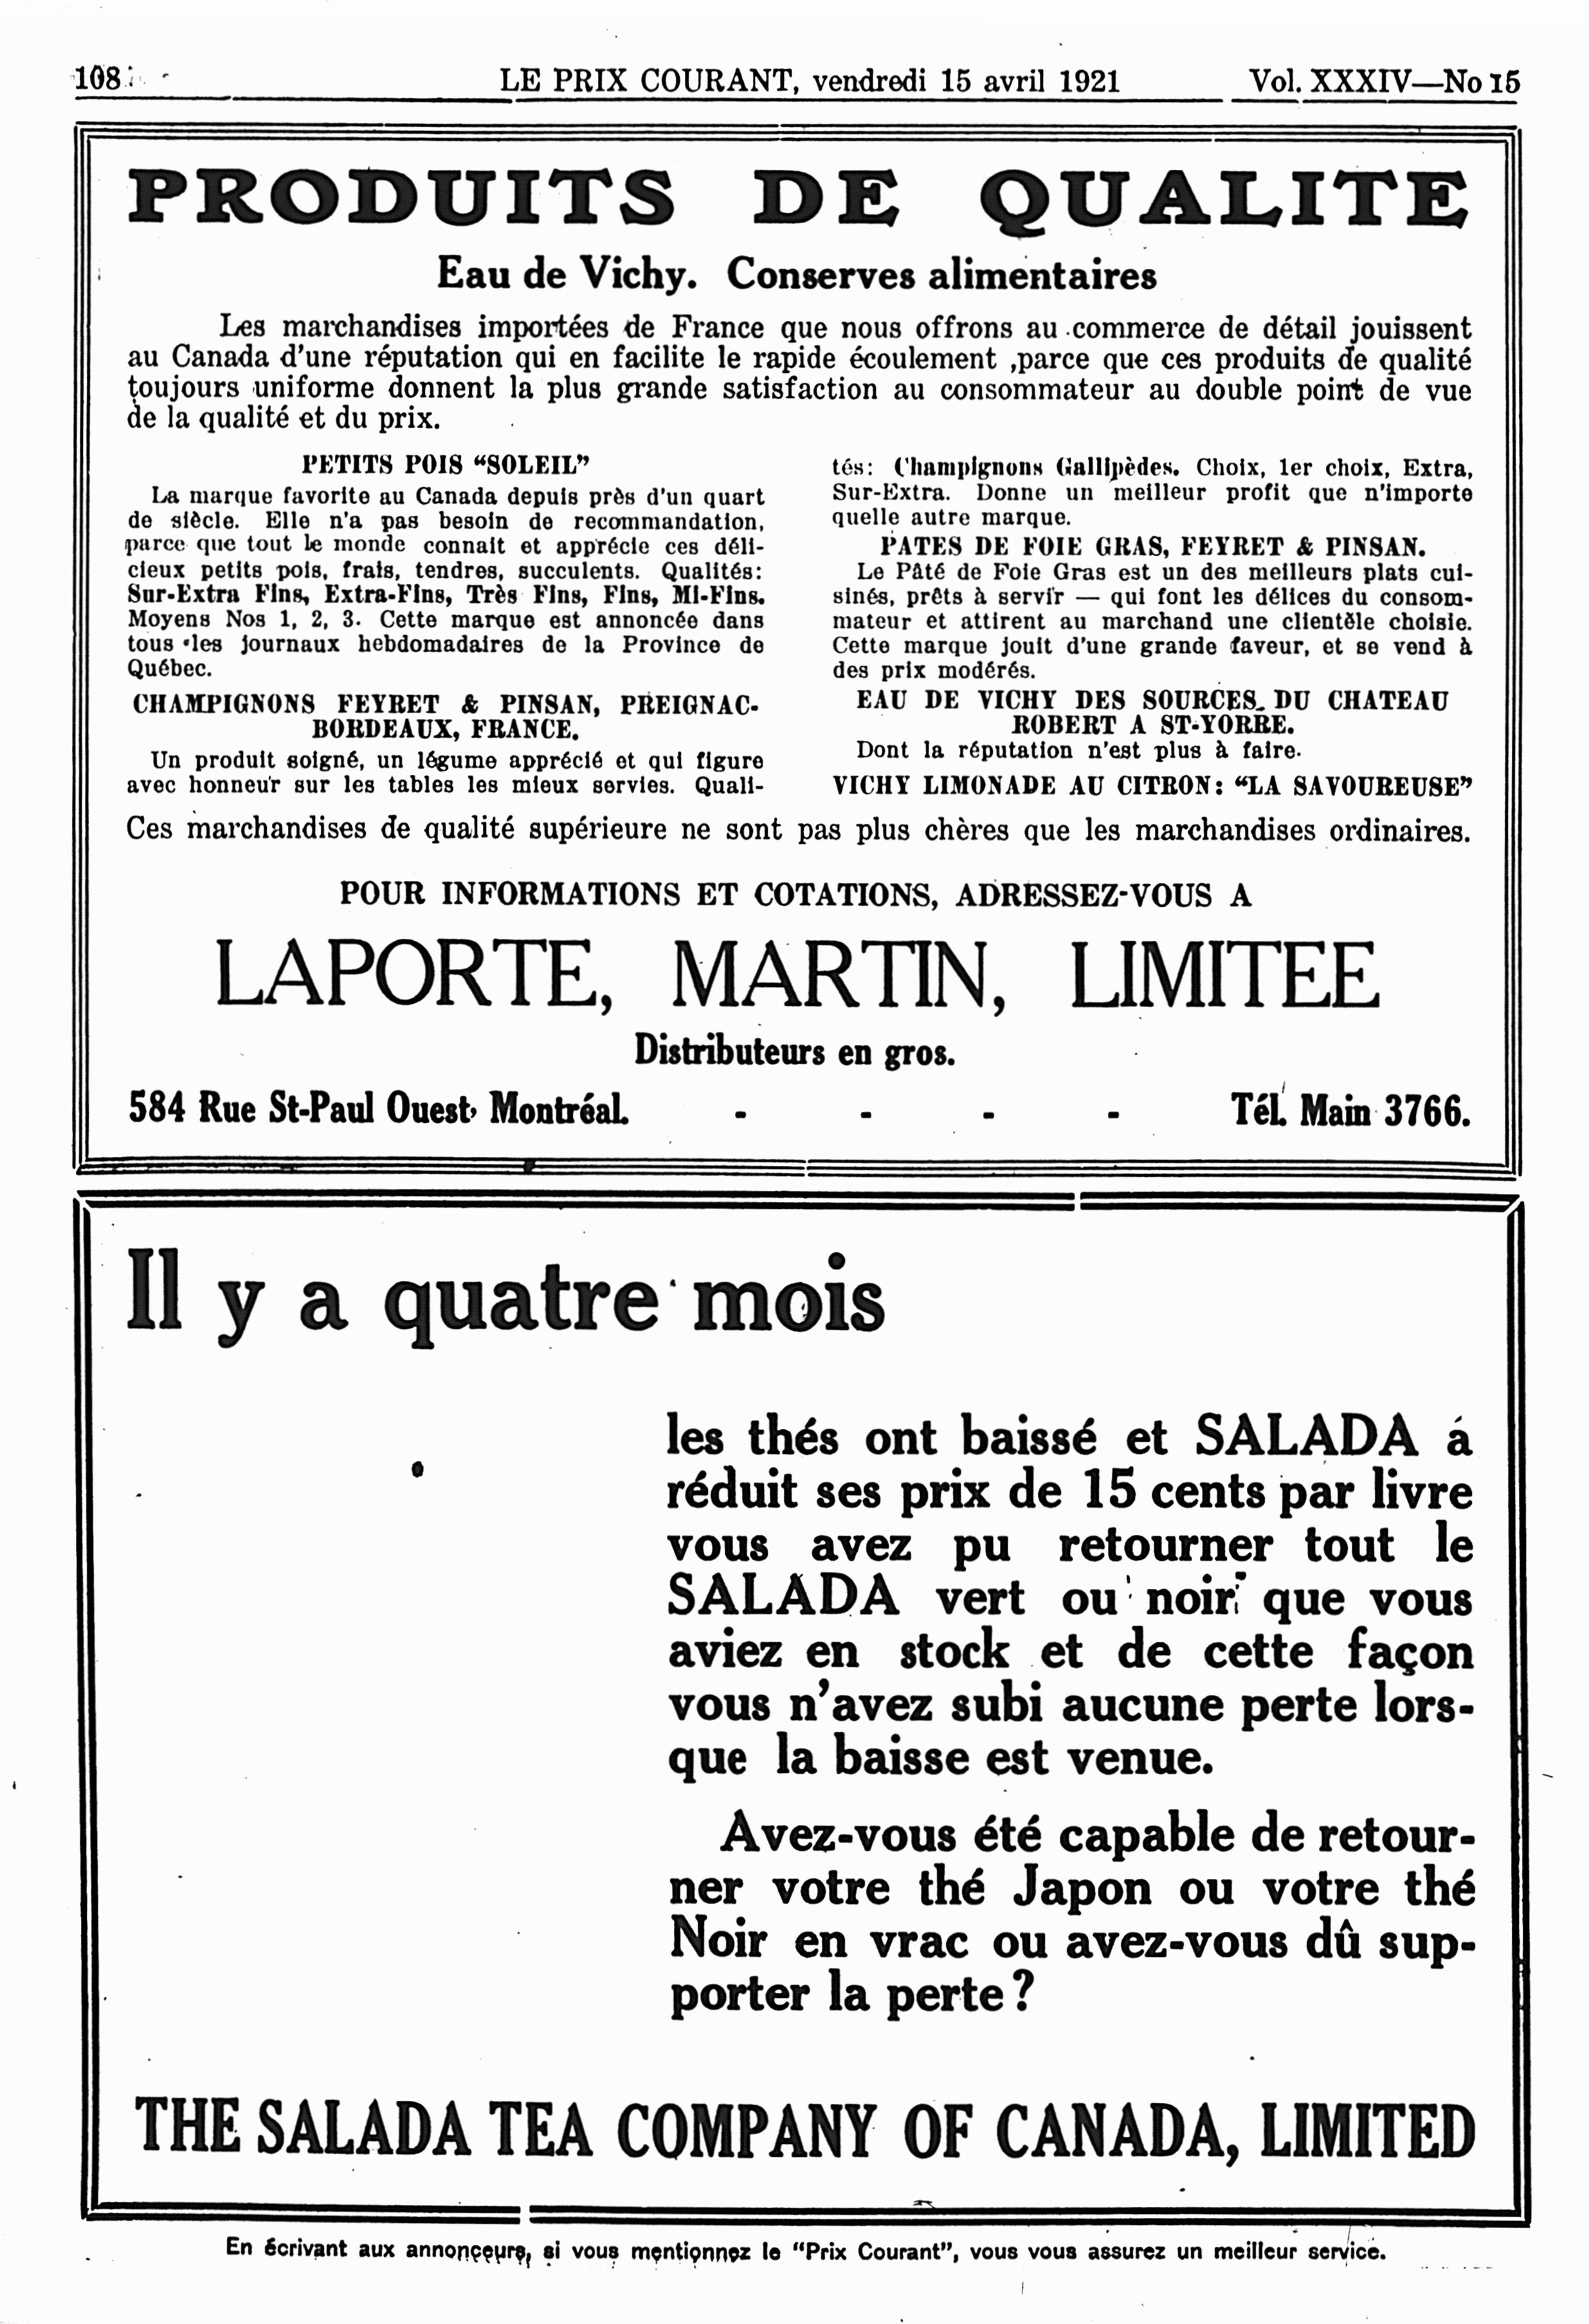 108 LE PRIX COURANT, vendredi 15 avril 1921 Vol. XXXIV—No 15
PRODUITS DE QUALITE
Eau de Vichy. Conserves alimentaires
Les marchandises importées de France que nous offrons au commerce de détail jouissent
au Canada d'une réputation qui en facilite le rapide écoulement ,parce que ces produits de qualité
toujours uniforme donnent la plus grande satisfaction au consommateur au double point de vue
de la qualité et du prix.
PETITS POIS “SOLEIL”
La marque favorite au Canada depuis près d'un quart
de siècle. Elle n'a pas besoin de recommandation,
parce que tout le monde connait et apprécie ces déli-
cieux petits pois, frais, tendres, succulents. Qualités:
Sur-Extra Fins, Extra-Fins, Très Fins, Fins, Mi-Fins.
Moyens Nos 1, 2, 3. Cette marque est annoncée dans
tous les journaux hebdomadaires de la Province de
Québec.
CHAMPIGNONS FEYRET & PINSAN, PREIGNAC-
BORDEAUX, FRANCE.
Un produit soigné, un légume apprécié et qui figure
avec honneur sur les tables les mieux servies. Quali-
tés: Champignons Gallipèdes. Choix, 1er choix, Extra,
Sur-Extra. Donne un meilleur profit que n'importe
quelle autre marque.
PATES DE FOIE GRAS, FEYRET & PINSAN.
Le Pâté de Foie Gras est un des meilleurs plats cui-
sinés, prêts à servir — qui font les délices du consom-
mateur et attirent au marchand une clientèle choisie.
Cette marque jouit d'une grande faveur, et se vend à
des prix modérés.
EAU DE VICHY DES SOURCES DU CHATEAU
ROBERT A ST-YORRE.
Dont la réputation n'est plus à faire.
VICHY LIMONADE AU CITRON: “LA SAVOUREUSE”
Ces marchandises de qualité supérieure ne sont pas plus chères que les marchandises ordinaires.
POUR INFORMATIONS ET COTATIONS, ADRESSEZ-VOUS A
LAPORTE, MARTIN, LIMITEE
Distributeurs en gros.
584 Rue St-Paul Ouest, Montréal. - - - - Tél. Main 3766.
Il y a quatre mois
les thés ont baissé et SALADA á
réduit ses prix de 15 cents par livre
vous avez pu retourner tout le
SALADA vert ou noir que vous
aviez en stock et de cette façon
vous n'avez subi aucune perte lors-
que la baisse est venue.
Avez-vous été capable de retour-
ner votre thé Japon ou votre thé
Noir en vrac ou avez-vous dû sup-
porter la perte?
THE SALADA TEA COMPANY OF CANADA, LIMITED
En écrivant aux annonçeurs, si vous mentionnez le “Prix Courant”, vous vous assurez un meilleur service.